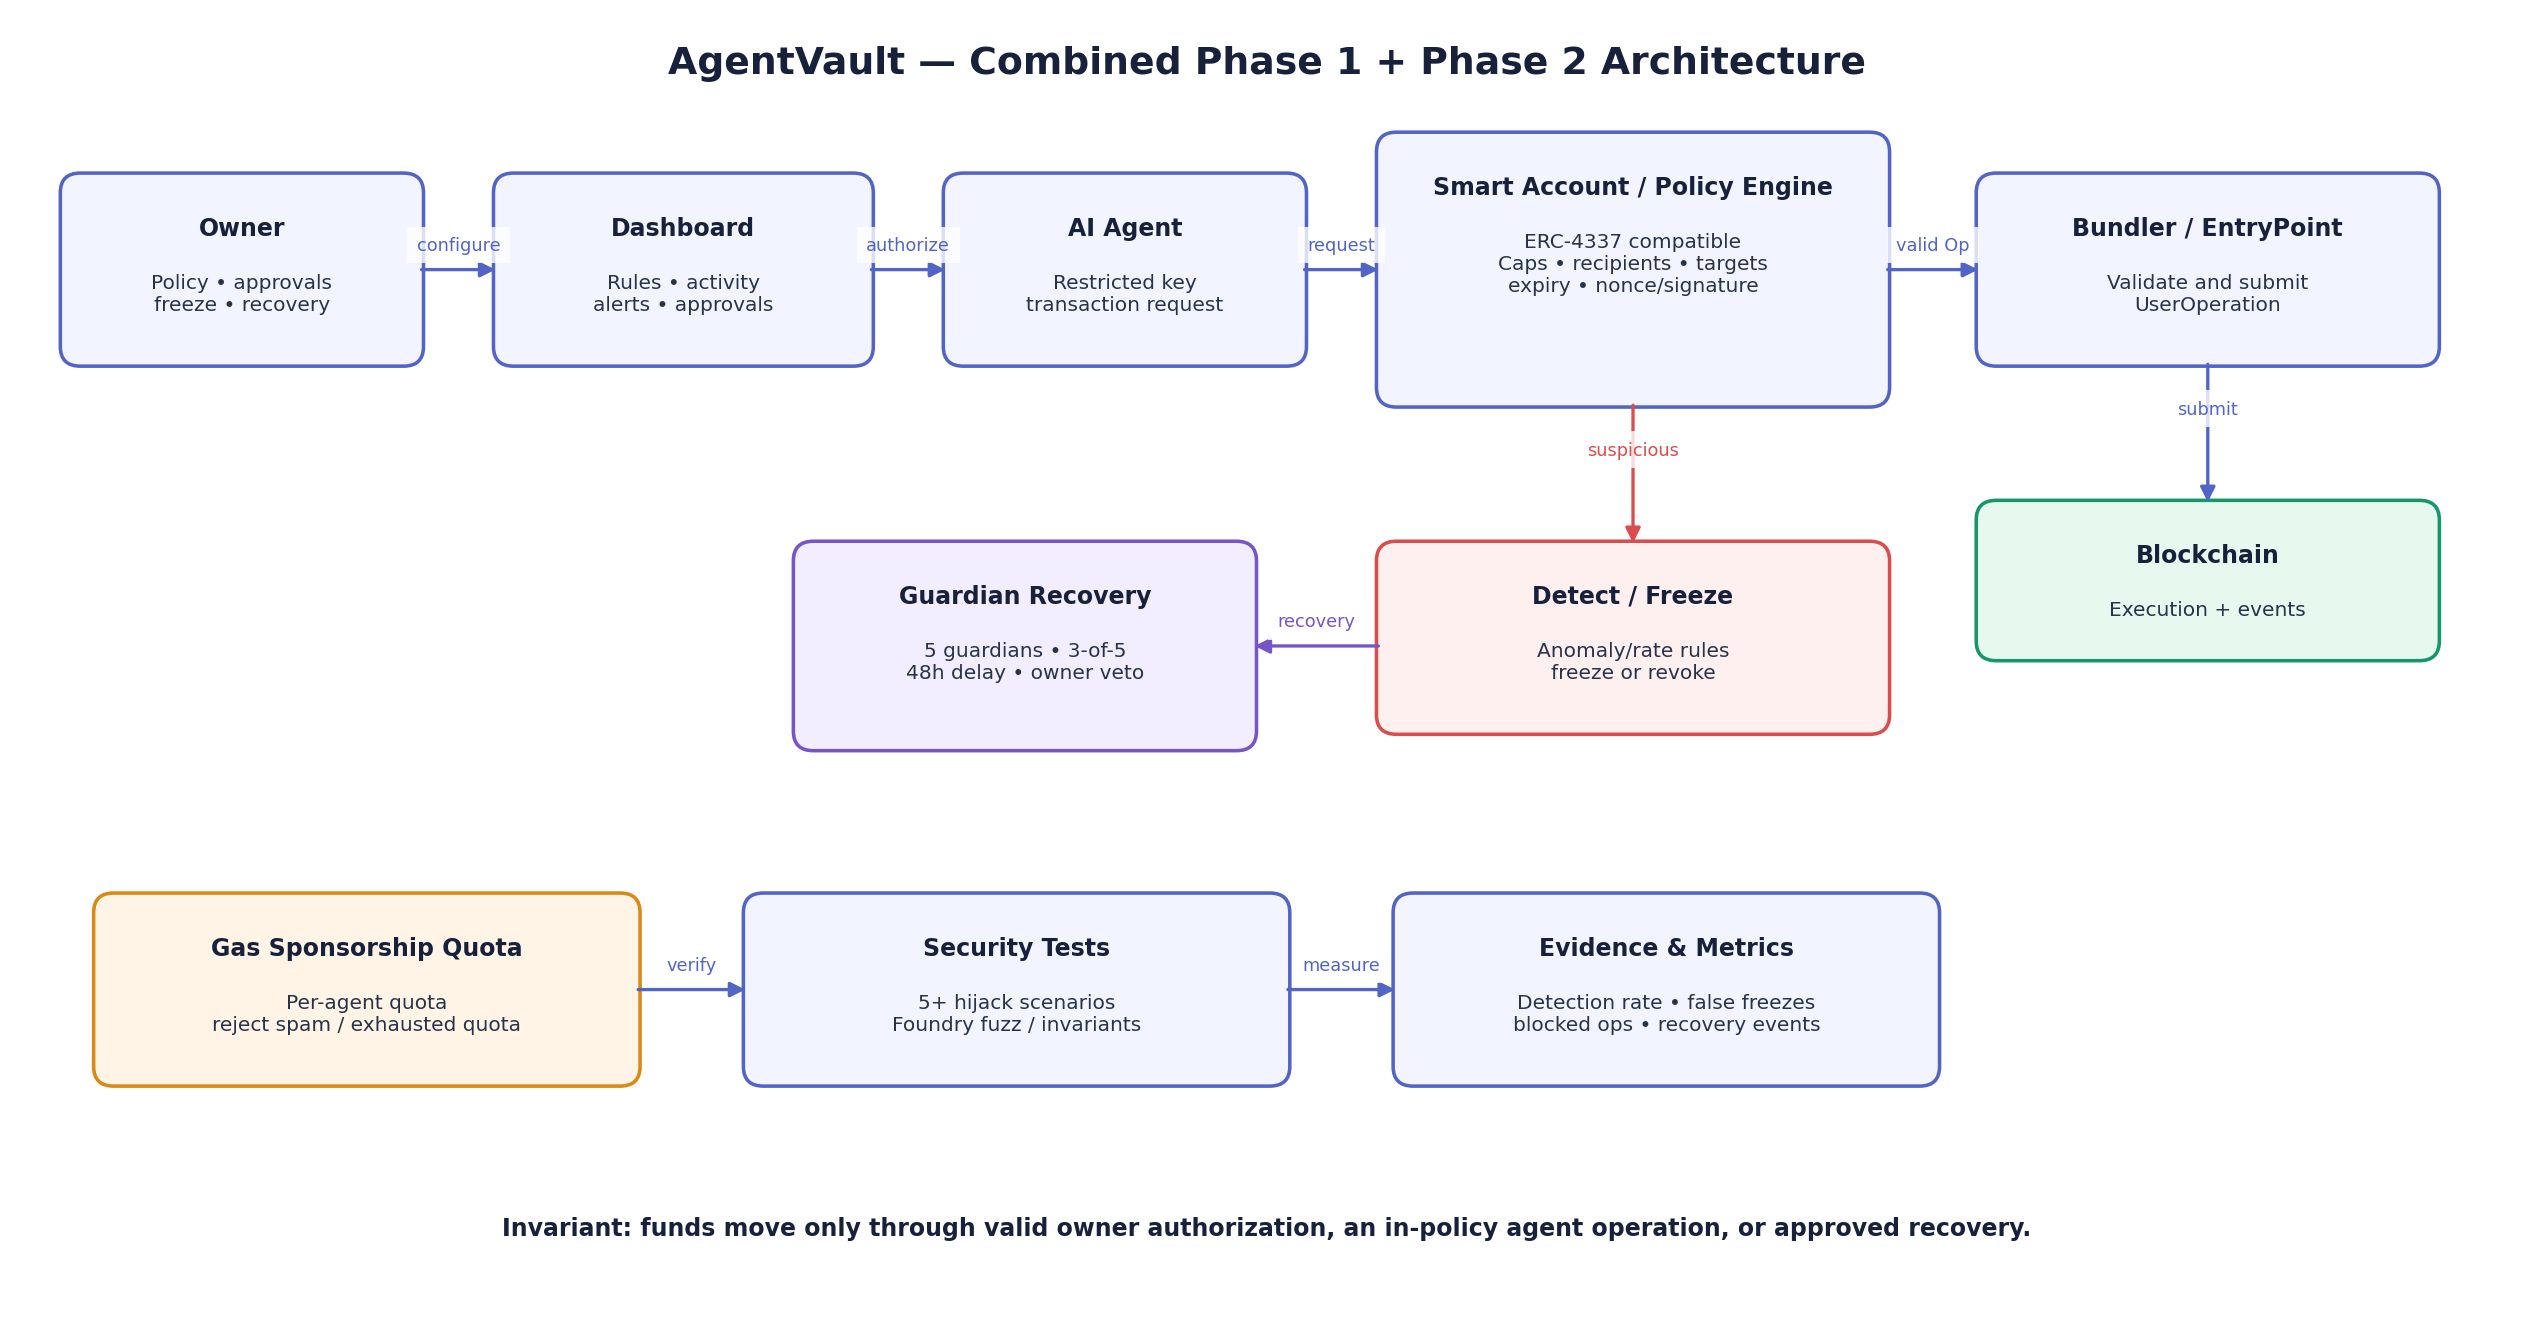 AgentVault — Combined Phase 1 + Phase 2 Architecture
Owner
Policy • approvals
freeze • recovery
configure
Dashboard
Rules • activity
alerts • approvals
authorize
AI Agent
Restricted key
transaction request
request
Smart Account / Policy Engine
ERC-4337 compatible
Caps • recipients • targets
expiry • nonce/signature
valid Op
Bundler / EntryPoint
Validate and submit
UserOperation
suspicious
submit
Guardian Recovery
5 guardians • 3-of-5
48h delay • owner veto
recovery
Detect / Freeze
Anomaly/rate rules
freeze or revoke
Blockchain
Execution + events
Gas Sponsorship Quota
Per-agent quota
reject spam / exhausted quota
verify
Security Tests
5+ hijack scenarios
Foundry fuzz / invariants
measure
Evidence & Metrics
Detection rate • false freezes
blocked ops • recovery events
Invariant: funds move only through valid owner authorization, an in-policy agent operation, or approved recovery.